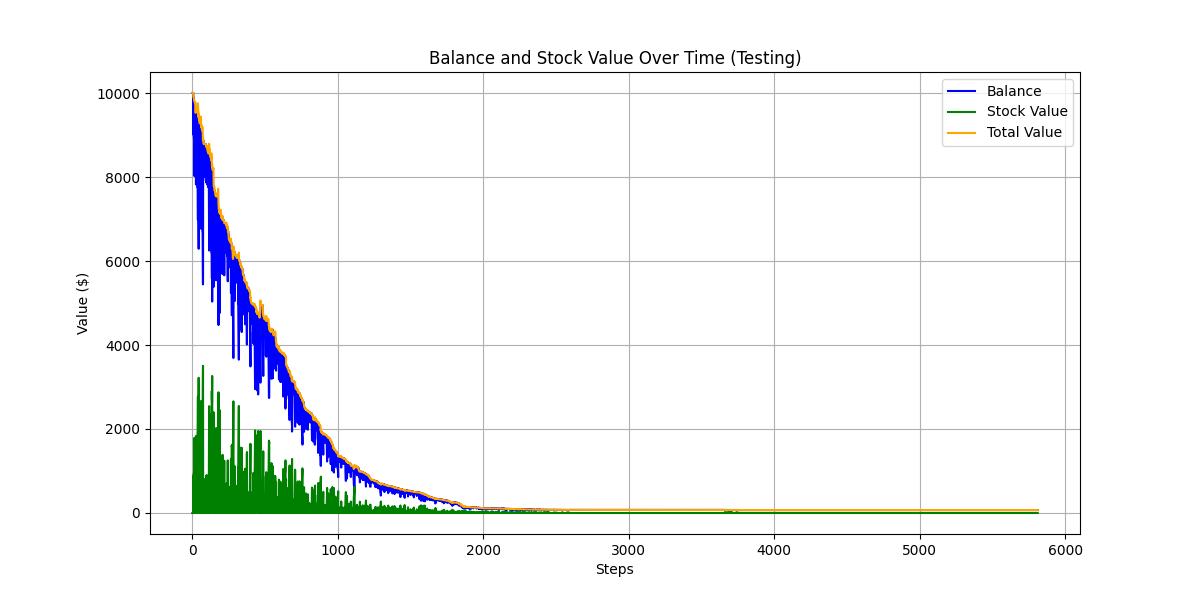 Balance and Stock Value Over Time (Testing)
Balance
Stock Value
Total Value
Value ($)
10000
8000
6000
4000
2000
0
0 1000 2000 3000 4000 5000 6000
Steps